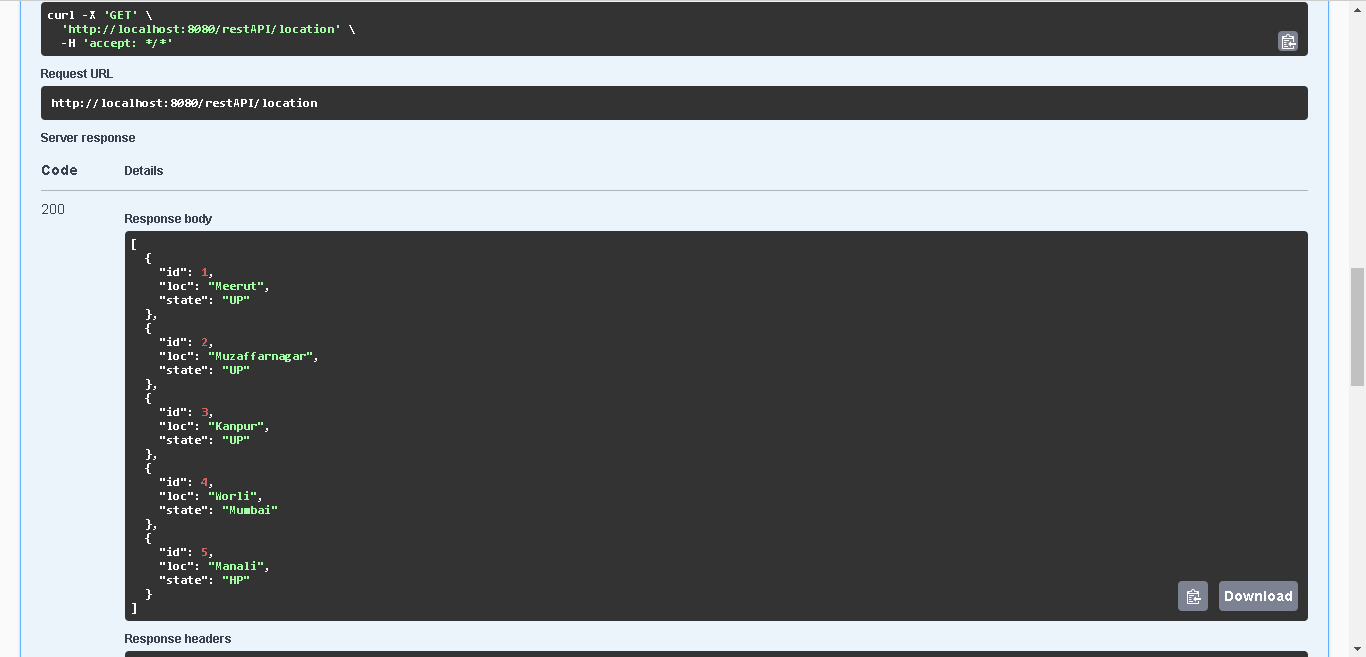 curl -X 'GET' \
  'http://localhost:8080/restAPI/location' \
  -H 'accept: */*'
Request URL
http://localhost:8080/restAPI/location
Server response
Code Details
200
Response body
[
  {
    "id": 1,
    "loc": "Meerut",
    "state": "UP"
  },
  {
    "id": 2,
    "loc": "Muzaffarnagar",
    "state": "UP"
  },
  {
    "id": 3,
    "loc": "Kanpur",
    "state": "UP"
  },
  {
    "id": 4,
    "loc": "Worli",
    "state": "Mumbai"
  },
  {
    "id": 5,
    "loc": "Manali",
    "state": "HP"
  }
]
Download
Response headers